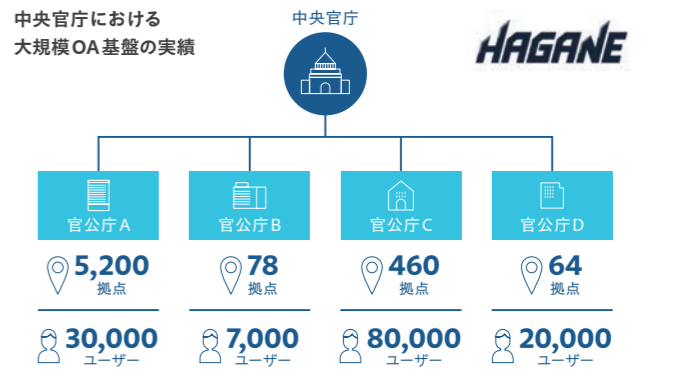 中央官庁における
大規模OA基盤の実績
中央官庁
HAGANE
官公庁A
官公庁B
官公庁C
官公庁D
5,200
拠点
78
拠点
460
拠点
64
拠点
30,000
ユーザー
7,000
ユーザー
80,000
ユーザー
20,000
ユーザー